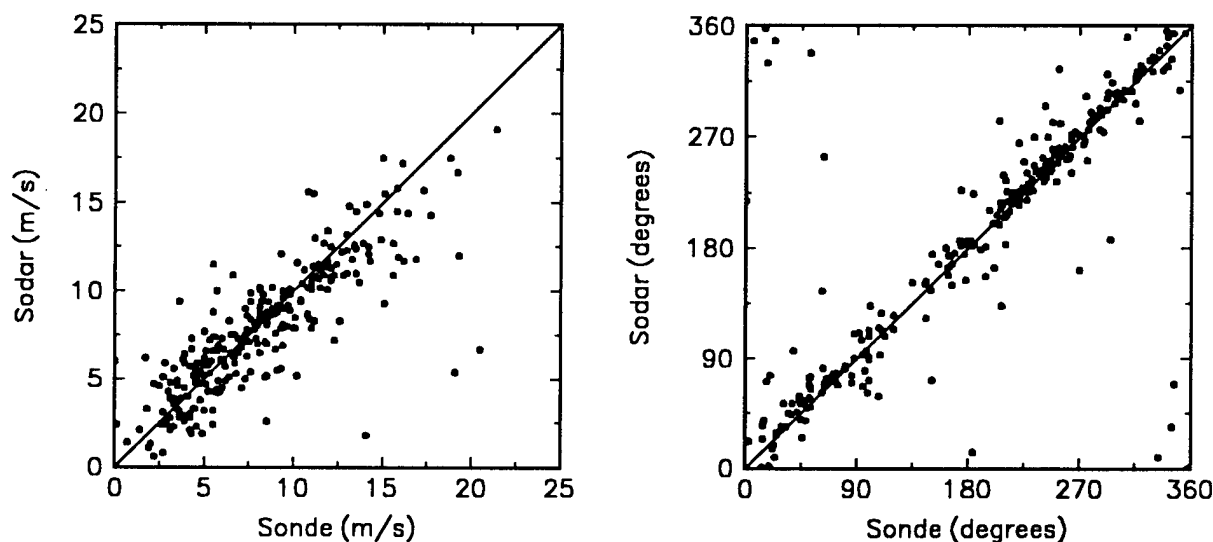 25
20
15
10
5
0
Sodar (m/s)
0 5 10 15 20 25
Sonde (m/s)
360
270
180
90
0
Sodar (degrees)
0 90 180 270 360
Sonde (degrees)